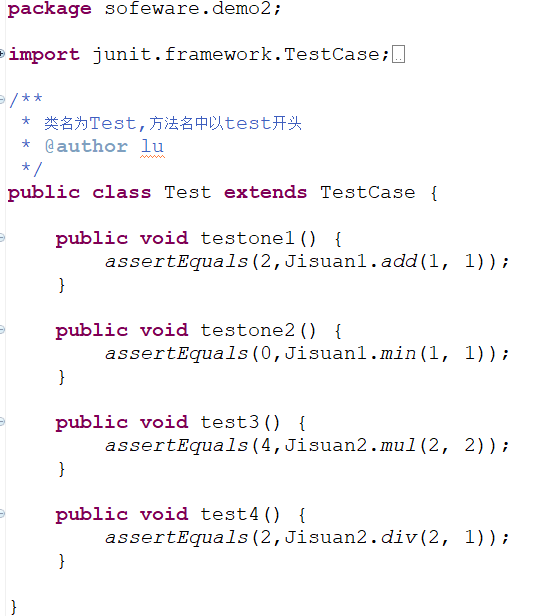 package sofeware.demo2;
import junit.framework.TestCase;
/**
 * 类名为Test,方法名中以test开头
 * @author lu
 */
public class Test extends TestCase {
    public void testone1() {
        assertEquals(2,Jisuan1.add(1, 1));
    }
    public void testone2() {
        assertEquals(0,Jisuan1.min(1, 1));
    }
    public void test3() {
        assertEquals(4,Jisuan2.mul(2, 2));
    }
    public void test4() {
        assertEquals(2,Jisuan2.div(2, 1));
    }
}